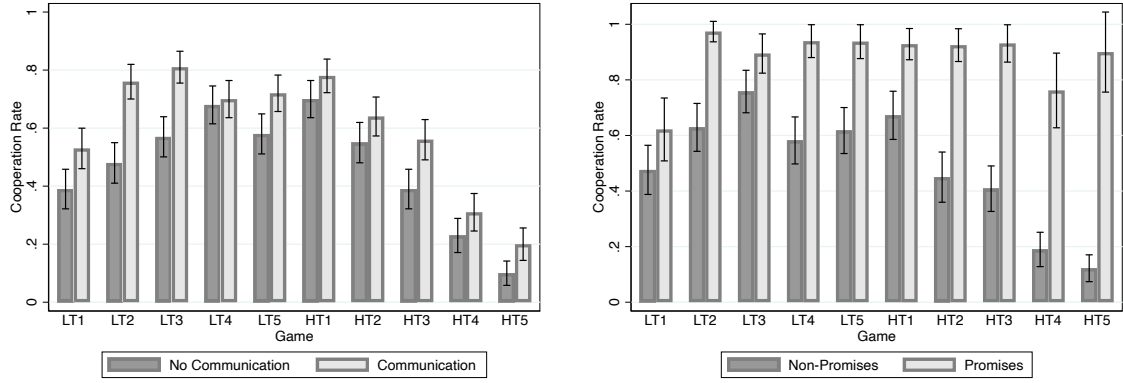 Cooperation Rate
1
.8
.6
.4
.2
0
LT1 LT2 LT3 LT4 LT5 HT1 HT2 HT3 HT4 HT5
Game
No Communication Communication
Cooperation Rate
1
.8
.6
.4
.2
0
LT1 LT2 LT3 LT4 LT5 HT1 HT2 HT3 HT4 HT5
Game
Non-Promises Promises